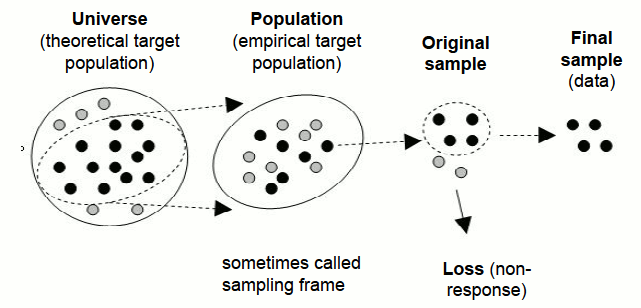 Universe
(theoretical target
population)
Population
(empirical target
population)
Original
sample
Final
sample
(data)
sometimes called
sampling frame
Loss (non-
response)